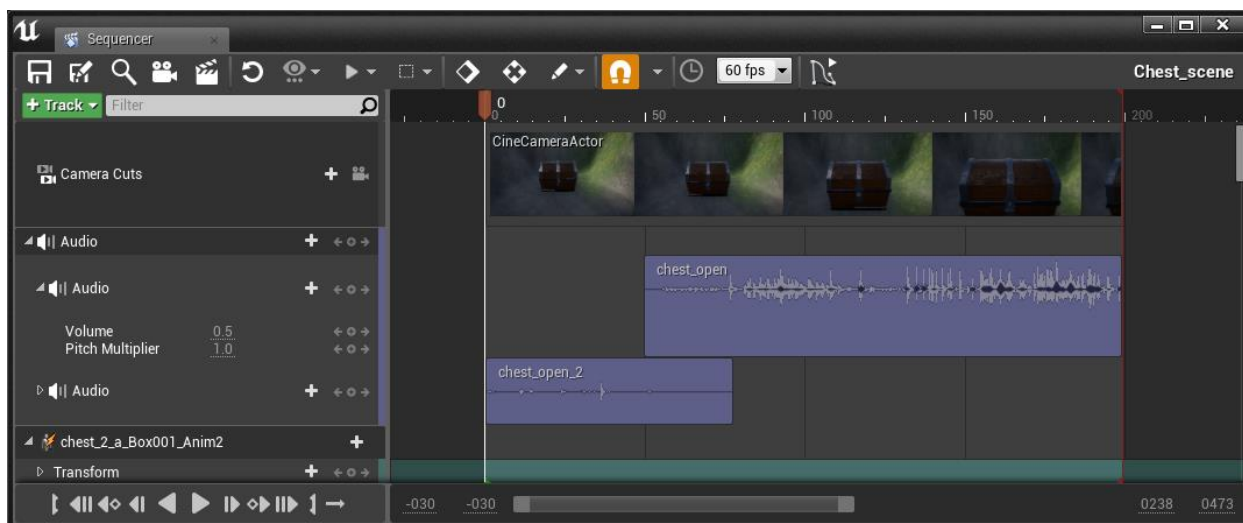 Sequencer
60 fps
Chest_scene
+ Track
Filter
0
0 50 100 150 200
Camera Cuts
CineCameraActor
Audio
chest_open
Audio
Volume 0.5
Pitch Multiplier 1.0
chest_open_2
Audio
chest_2_a_Box001_Anim2
Transform
-030 -030 0238 0473